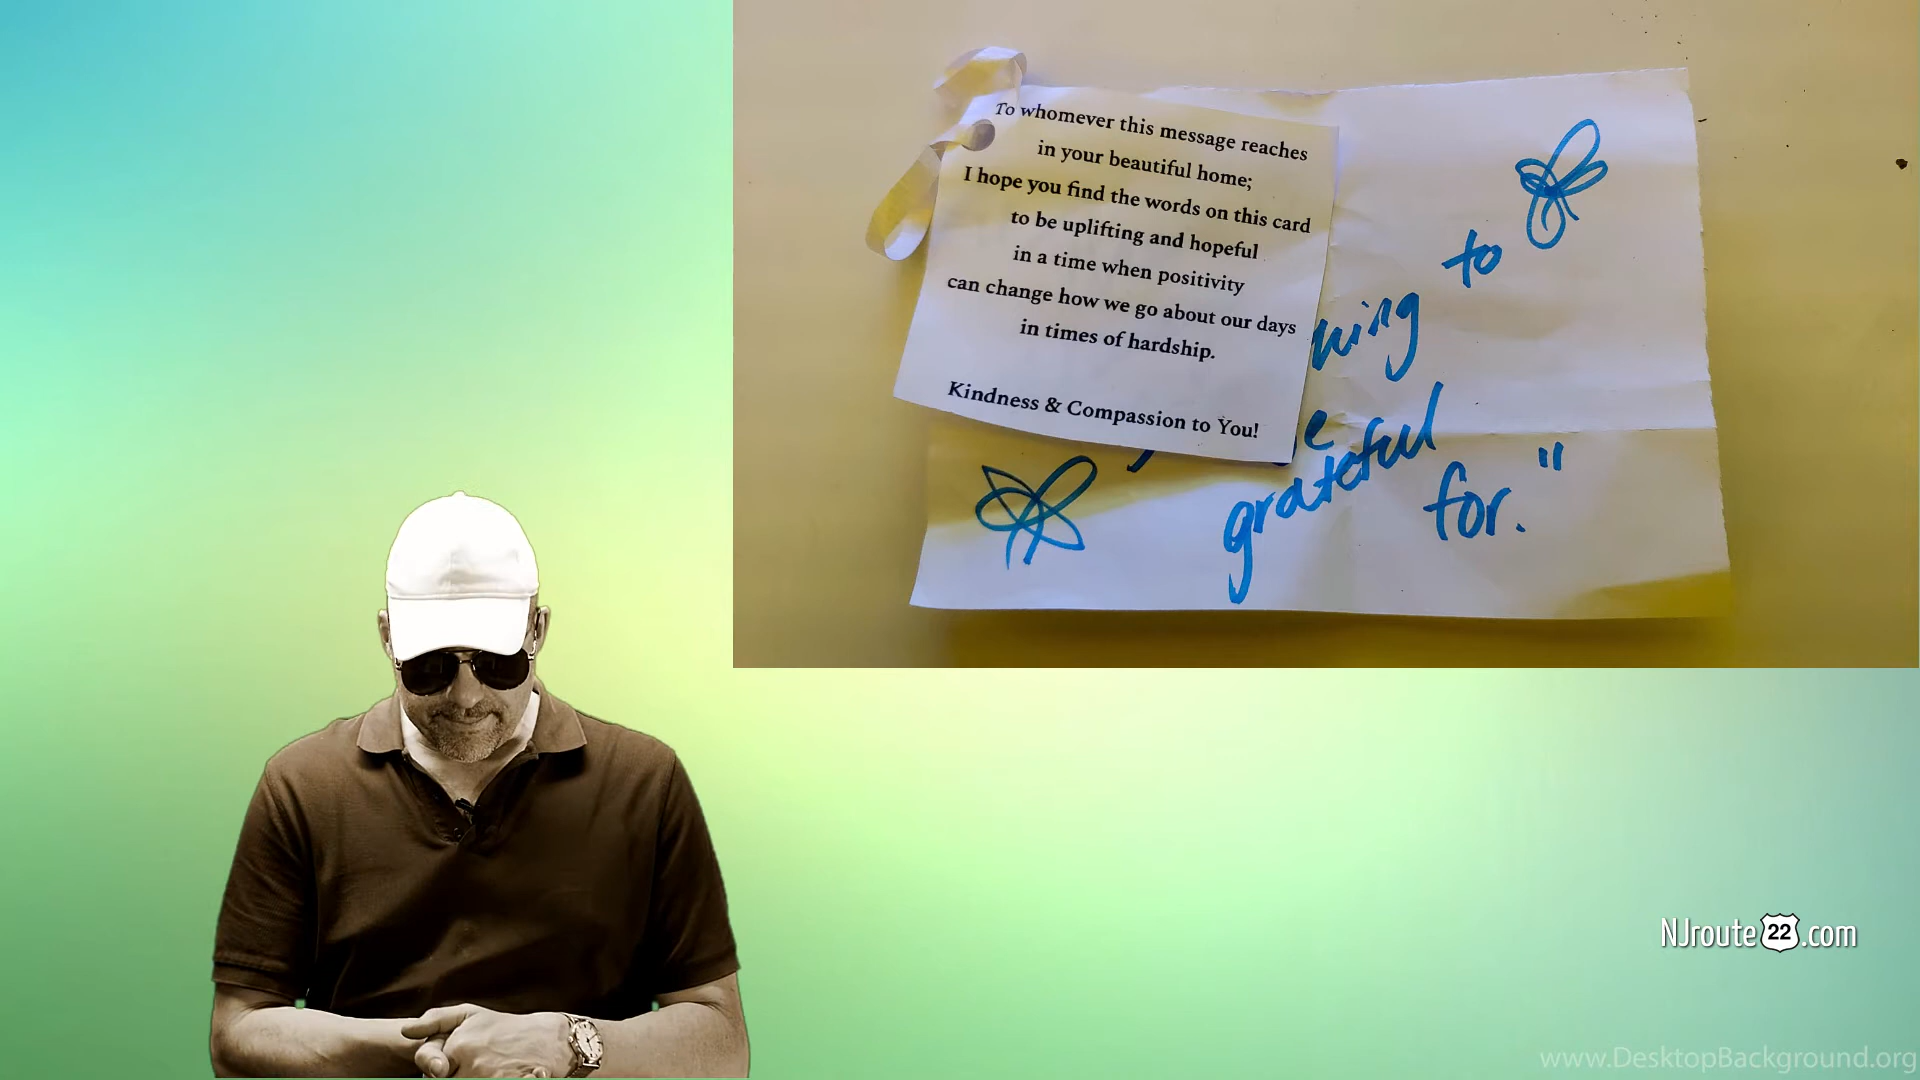 To whomever this message reaches
in your beautiful home;
I hope you find the words on this card
to be uplifting and hopeful
in a time when positivity
can change how we go about our days
in times of hardship.
Kindness & Compassion to You!
to
grateful
for."
NJroute22.com
www.DesktopBackground.org